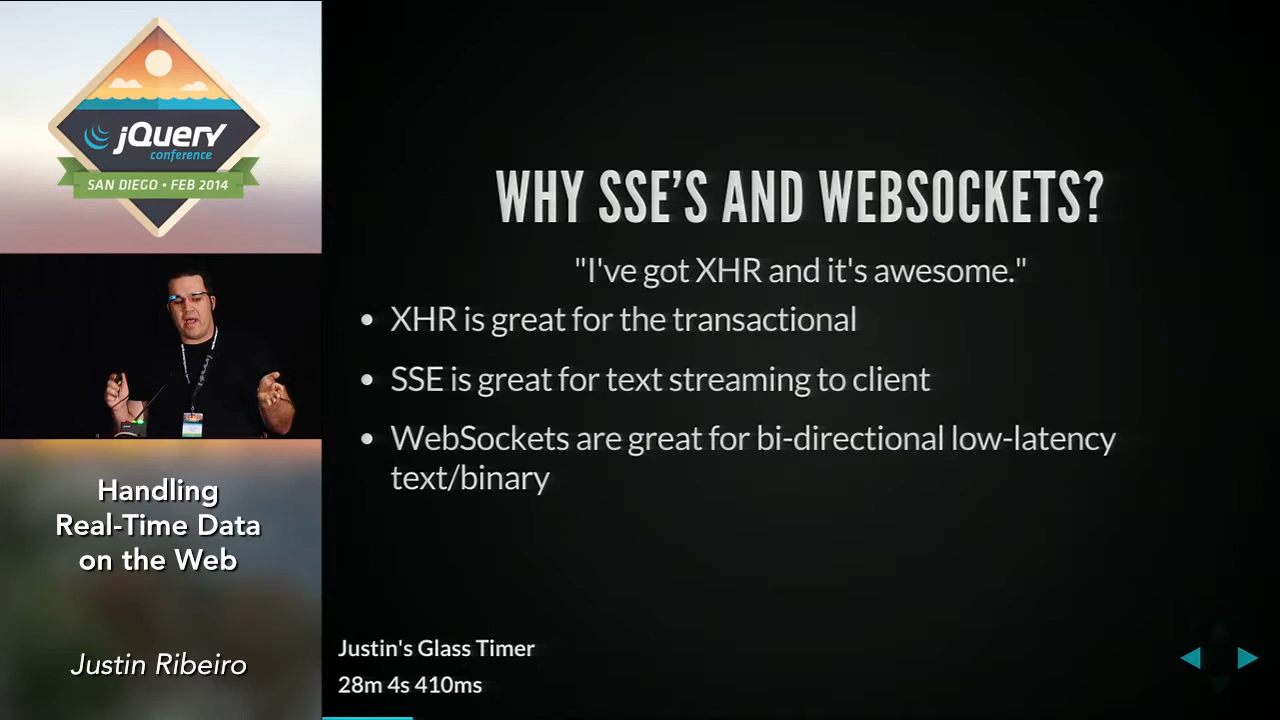 jQuery
conference
SAN DIEGO • FEB 2014
Handling
Real-Time Data
on the Web
Justin Ribeiro
WHY SSE'S AND WEBSOCKETS?
"I've got XHR and it's awesome."
• XHR is great for the transactional
• SSE is great for text streaming to client
• WebSockets are great for bi-directional low-latency
text/binary
Justin's Glass Timer
28m 4s 410ms